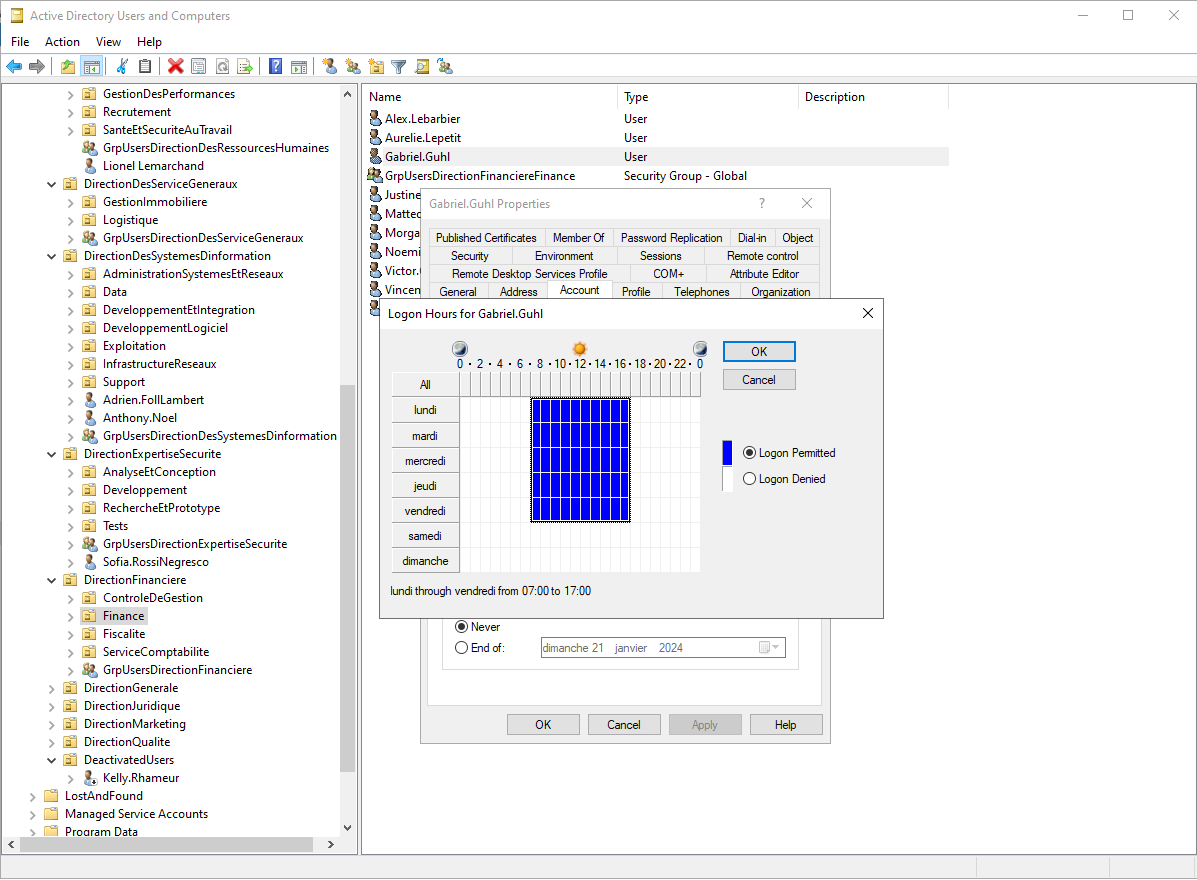 Active Directory Users and Computers
File Action View Help
GestionDesPerformances
Recrutement
SanteEtSecuriteAuTravail
GrpUsersDirectionDesRessourcesHumaines
Lionel Lemarchand
DirectionDesServiceGeneraux
GestionImmobiliere
Logistique
GrpUsersDirectionDesServiceGeneraux
DirectionDesSystemesDinformation
AdministrationSystemesEtReseaux
Data
DeveloppementEtIntegration
DeveloppementLogiciel
Exploitation
InfrastructureReseaux
Support
Adrien.FollLambert
Anthony.Noel
GrpUsersDirectionDesSystemesDinformation
DirectionExpertiseSecurite
AnalyseEtConception
Developpement
RechercheEtPrototype
Tests
GrpUsersDirectionExpertiseSecurite
Sofia.RossiNegresco
DirectionFinanciere
ControleDeGestion
Finance
Fiscalite
ServiceComptabilite
GrpUsersDirectionFinanciere
DirectionGenerale
DirectionJuridique
DirectionMarketing
DirectionQualite
DeactivatedUsers
Kelly.Rhameur
LostAndFound
Managed Service Accounts
Program Data
Name Type Description
Alex.Lebarbier User
Aurelie.Lepetit User
Gabriel.Guhl User
GrpUsersDirectionFinanciereFinance Security Group - Global
Justine
Matteo
Morga
Noemi
Victor.
Vincen
Gabriel.Guhl Properties ?
Published Certificates Member Of Password Replication Dial-in Object
Security Environment Sessions Remote control
Remote Desktop Services Profile COM+ Attribute Editor
General Address Account Profile Telephones Organization
Logon Hours for Gabriel.Guhl
0 · 2 · 4 · 6 · 8 · 10 · 12 · 14 · 16 · 18 · 20 · 22 · 0
All
lundi
mardi
mercredi
jeudi
vendredi
samedi
dimanche
OK
Cancel
Logon Permitted
Logon Denied
lundi through vendredi from 07:00 to 17:00
Never
End of: dimanche 21 janvier 2024
OK Cancel Apply Help